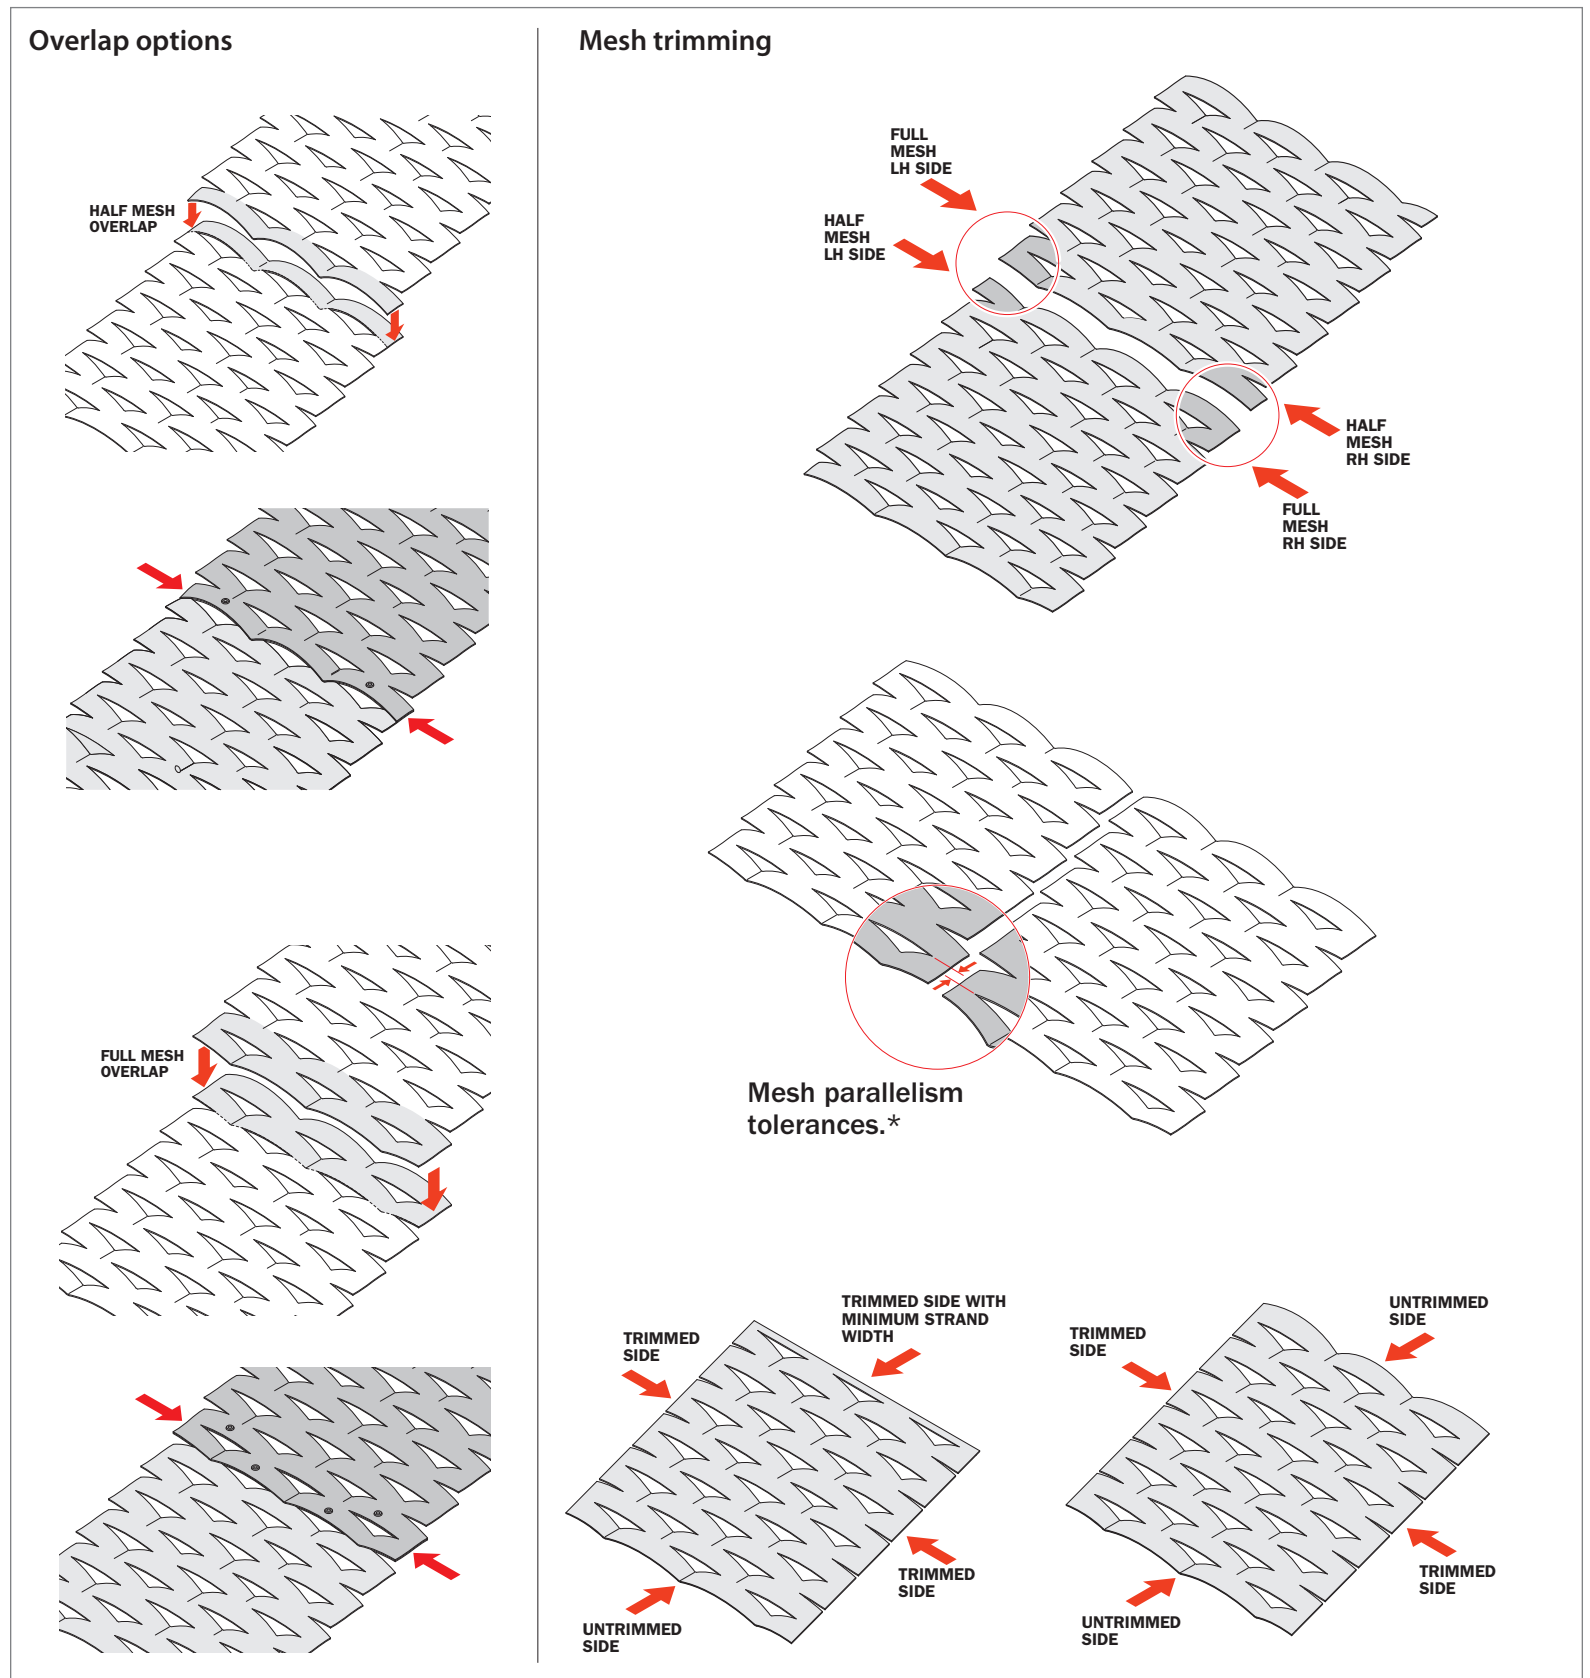 Overlap options
HALF MESH
OVERLAP
FULL MESH
OVERLAP
Mesh trimming
FULL
MESH
LH SIDE
HALF
MESH
LH SIDE
HALF
MESH
RH SIDE
FULL
MESH
RH SIDE
Mesh parallelism
tolerances.*
TRIMMED
SIDE
TRIMMED SIDE WITH
MINIMUM STRAND
WIDTH
TRIMMED
SIDE
UNTRIMMED
SIDE
TRIMMED
SIDE
UNTRIMMED
SIDE
TRIMMED
SIDE
UNTRIMMED
SIDE